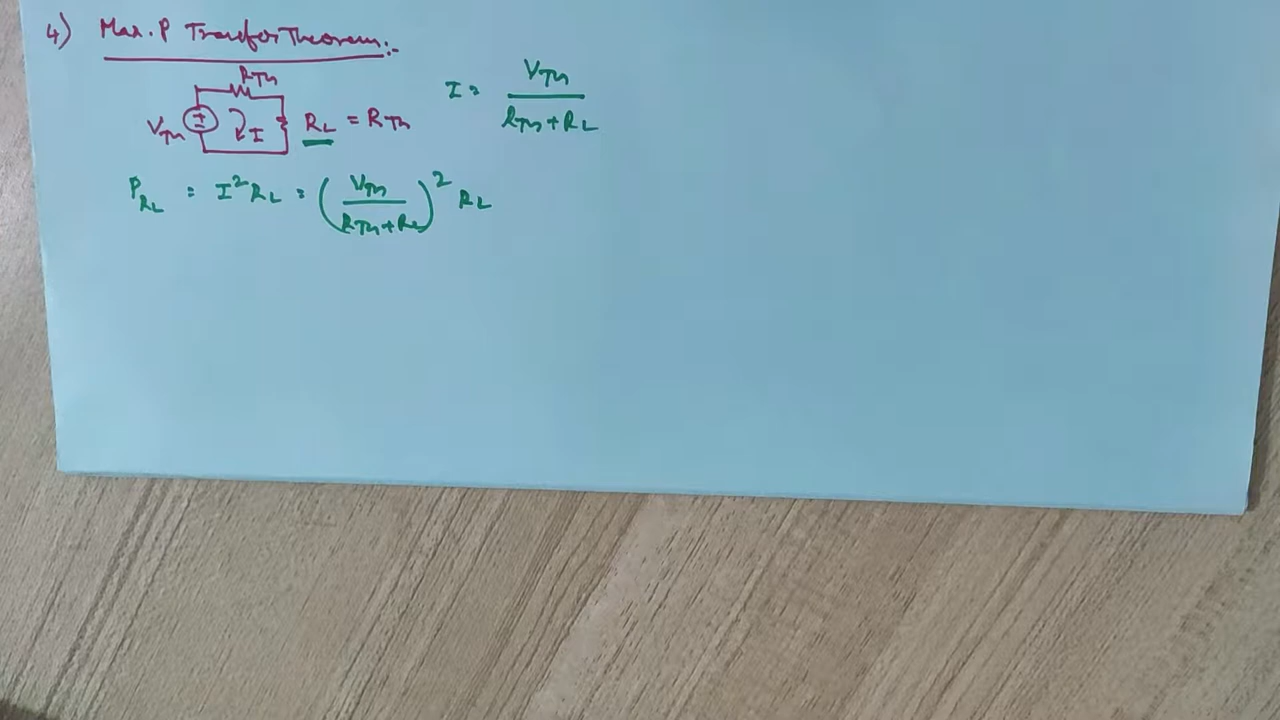 4) Max. P Transfer Theorem:-
RTh
VTh I RL = RTh
I = VTh / RTh + RL
PRL = I²RL = (VTh / RTh+RL)² RL